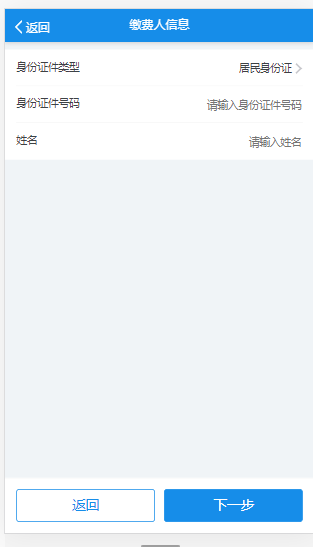 返回 缴费人信息
身份证件类型 居民身份证
身份证件号码 请输入身份证件号码
姓名 请输入姓名
返回 下一步